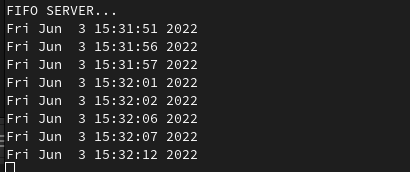 FIFO SERVER...
Fri Jun  3 15:31:51 2022
Fri Jun  3 15:31:56 2022
Fri Jun  3 15:31:57 2022
Fri Jun  3 15:32:01 2022
Fri Jun  3 15:32:02 2022
Fri Jun  3 15:32:06 2022
Fri Jun  3 15:32:07 2022
Fri Jun  3 15:32:12 2022